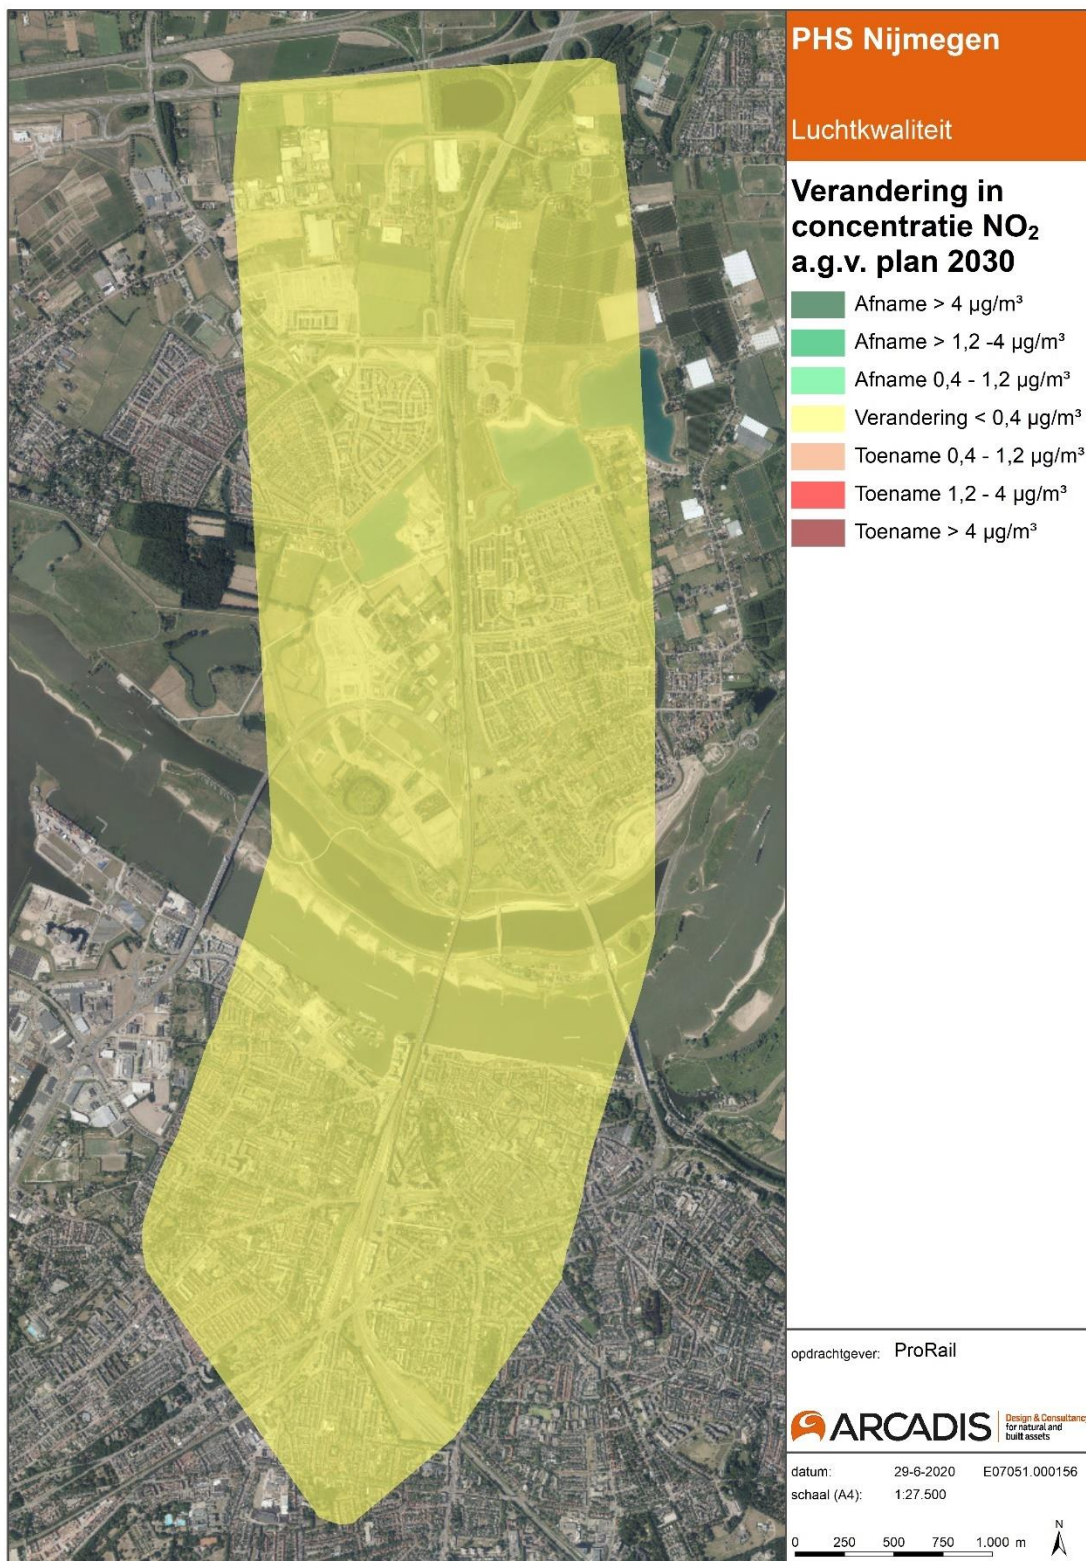 PHS Nijmegen
Luchtkwaliteit
Verandering in
concentratie NO₂
a.g.v. plan 2030
Afname > 4 µg/m³
Afname > 1,2 -4 µg/m³
Afname 0,4 - 1,2 µg/m³
Verandering < 0,4 µg/m³
Toename 0,4 - 1,2 µg/m³
Toename 1,2 - 4 µg/m³
Toename > 4 µg/m³
opdrachtgever: ProRail
ARCADIS
Design & Consultancy
for natural and
built assets
datum: 29-6-2020 E07051.000156
schaal (A4): 1:27.500
N
0 250 500 750 1.000 m